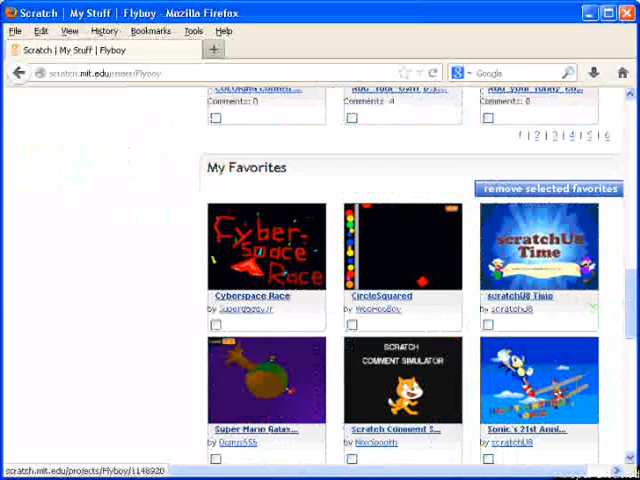 Scratch | My Stuff | Flyboy - Mozilla Firefox
File Edit View History Bookmarks Tools Help
Scratch | My Stuff | Flyboy
scratch.mit.edu/users/Flyboy
Google
Comments: 0 Comments: 4 Comments: 0
1 2 3 4 5 6
My Favorites
remove selected favorites
Cyber-
space
Race
scratchU8
Time
Cyberspace Race CircleSquared scratchU8 Time
by by WooHooBoy by scratchU8
SCRATCH
COMMENT SIMULATOR
Super Mario Galax... Scratch Comment S... Sonic's 21st Anni...
by by by scratchU8
scratch.mit.edu/projects/Flyboy/1148920